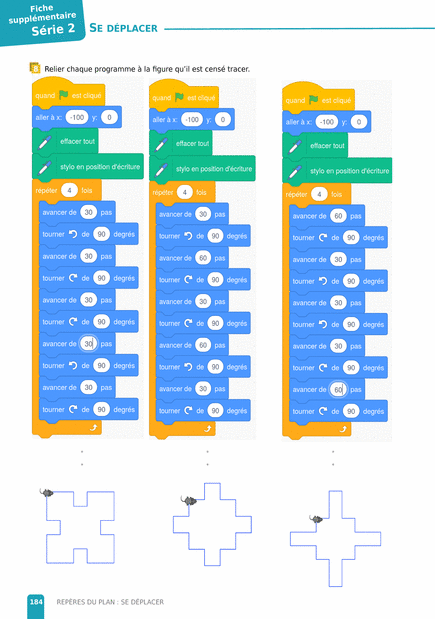 Fiche
supplémentaire
Série 2
SE DÉPLACER
Relier chaque programme à la figure qu'il est censé tracer.
quand est cliqué
aller à x: -100 y: 0
effacer tout
stylo en position d'écriture
répéter 4 fois
avancer de 30 pas
tourner de 90 degrés
avancer de 30 pas
tourner de 90 degrés
avancer de 30 pas
tourner de 90 degrés
avancer de 30 pas
tourner de 90 degrés
avancer de 30 pas
tourner de 90 degrés
quand est cliqué
aller à x: -100 y: 0
effacer tout
stylo en position d'écriture
répéter 4 fois
avancer de 30 pas
tourner de 90 degrés
avancer de 60 pas
tourner de 90 degrés
avancer de 30 pas
tourner de 90 degrés
avancer de 60 pas
tourner de 90 degrés
avancer de 30 pas
tourner de 90 degrés
quand est cliqué
aller à x: -100 y: 0
effacer tout
stylo en position d'écriture
répéter 4 fois
avancer de 60 pas
tourner de 90 degrés
avancer de 30 pas
tourner de 90 degrés
avancer de 30 pas
tourner de 90 degrés
avancer de 30 pas
tourner de 90 degrés
avancer de 60 pas
tourner de 90 degrés
184 REPÈRES DU PLAN : SE DÉPLACER